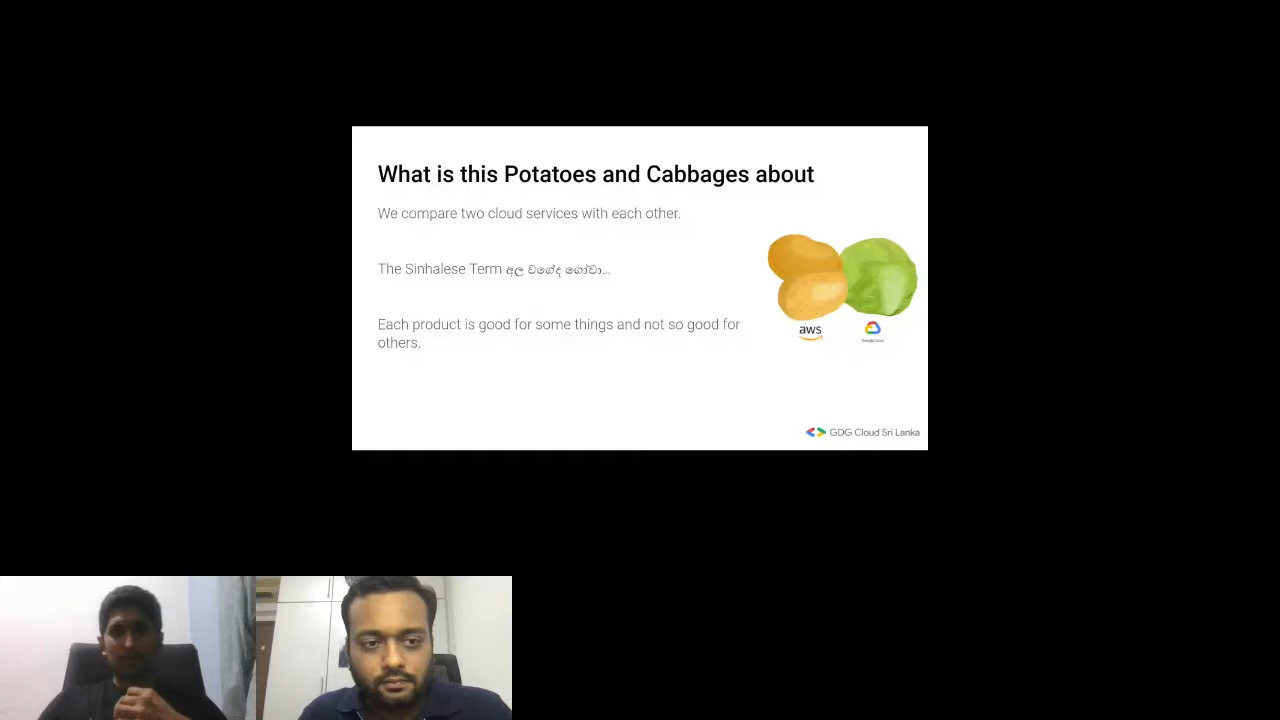 What is this Potatoes and Cabbages about
We compare two cloud services with each other.
The Sinhalese Term අල වගේද ගෝවා...
Each product is good for some things and not so good for
others.
aws
Google Cloud
GDG Cloud Sri Lanka